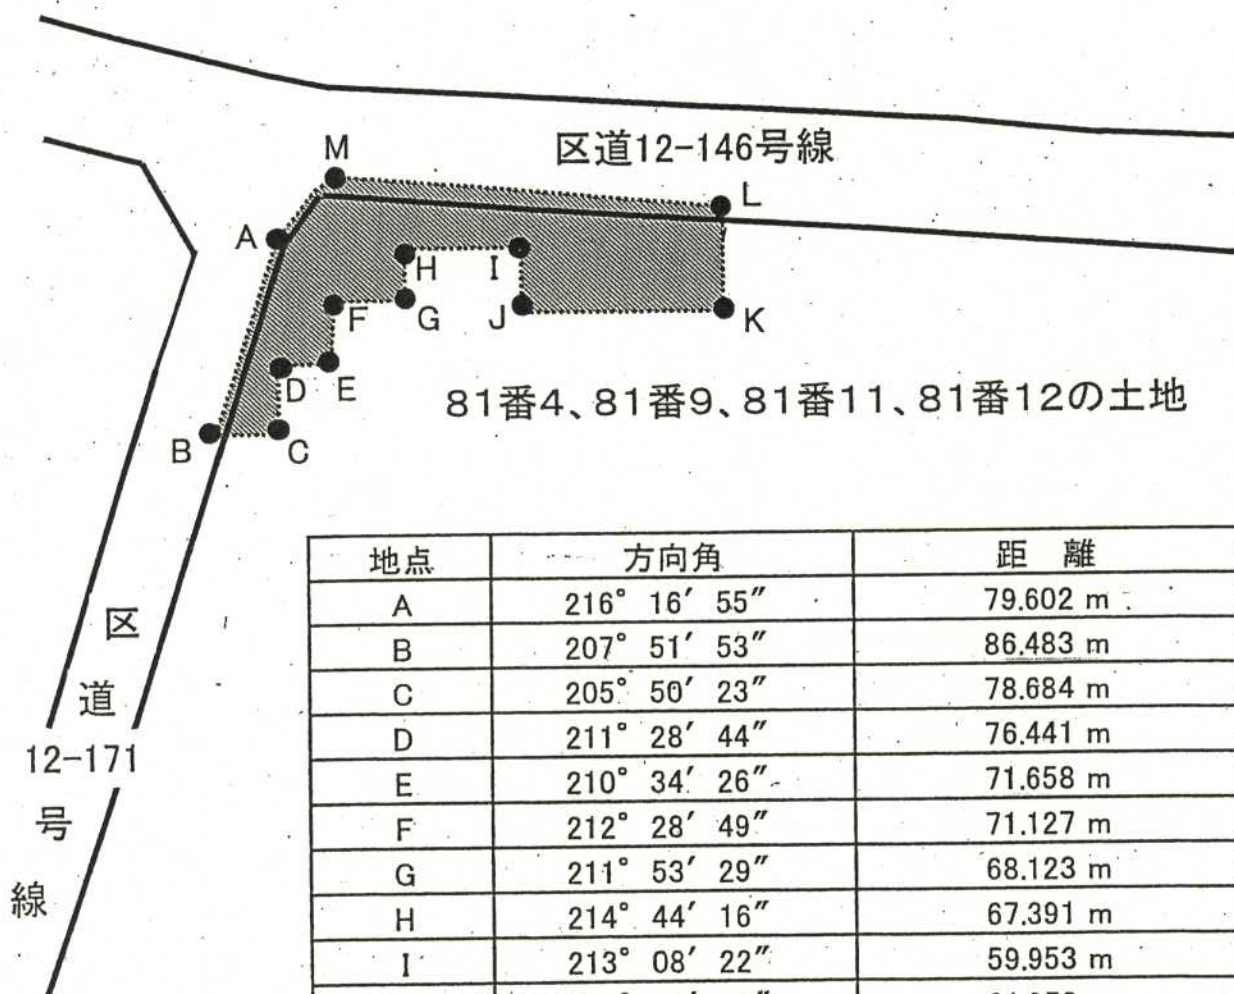 区道12-146号線
M
L
A
H
I
F
G
J
K
D
E
B
C
81番4、81番9、81番11、81番12の土地
区
道
12-171
号
線
地点 方向角 距 離
A 216° 16′ 55″ 79.602 m
B 207° 51′ 53″ 86.483 m
C 205° 50′ 23″ 78.684 m
D 211° 28′ 44″ 76.441 m
E 210° 34′ 26″ 71.658 m
F 212° 28′ 49″ 71.127 m
G 211° 53′ 29″ 68.123 m
H 214° 44′ 16″ 67.391 m
I 213° 08′ 22″ 59.953 m